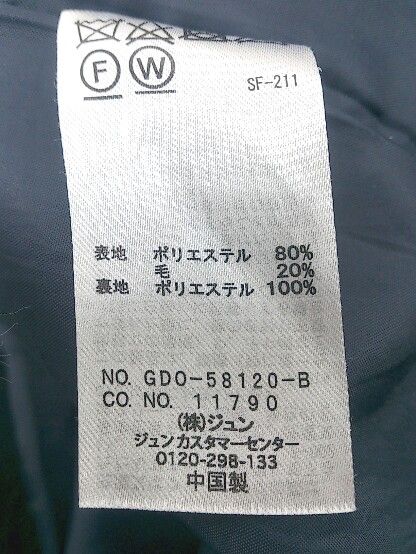 F W
SF-211
表地 ポリエステル 80%
毛 20%
裏地 ポリエステル 100%
NO. GDO-58120-B
CO. NO. 11790
(株)ジュン
ジュンカスタマーセンター
0120-298-133
中国製